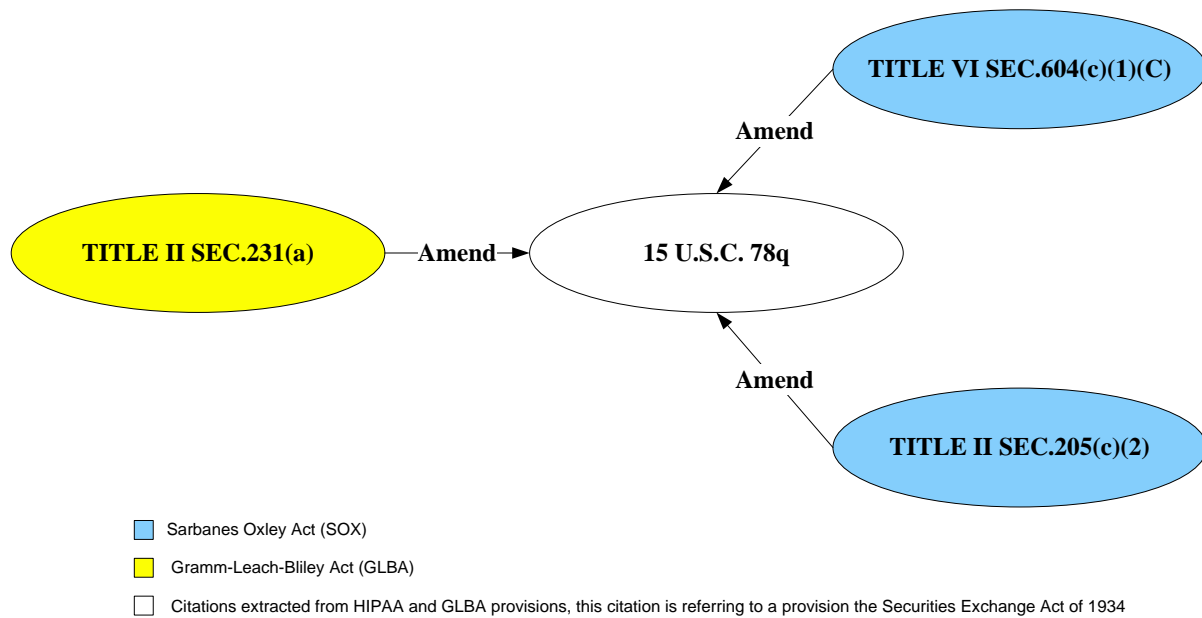 TITLE VI SEC.604(c)(1)(C)
Amend
TITLE II SEC.231(a)
Amend
15 U.S.C. 78q
Amend
TITLE II SEC.205(c)(2)
Sarbanes Oxley Act (SOX)
Gramm-Leach-Bliley Act (GLBA)
Citations extracted from HIPAA and GLBA provisions, this citation is referring to a provision the Securities Exchange Act of 1934